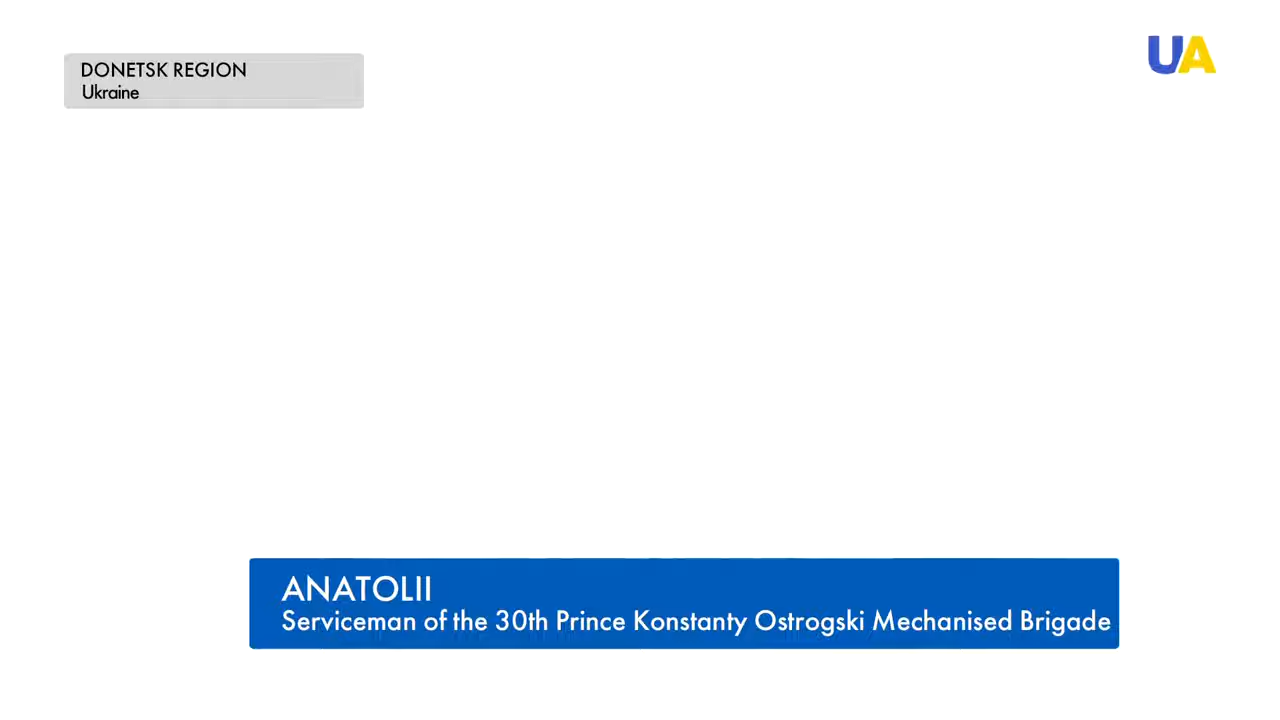 DONETSK REGION
Ukraine
UA
ANATOLII
Serviceman of the 30th Prince Konstanty Ostrogski Mechanised Brigade